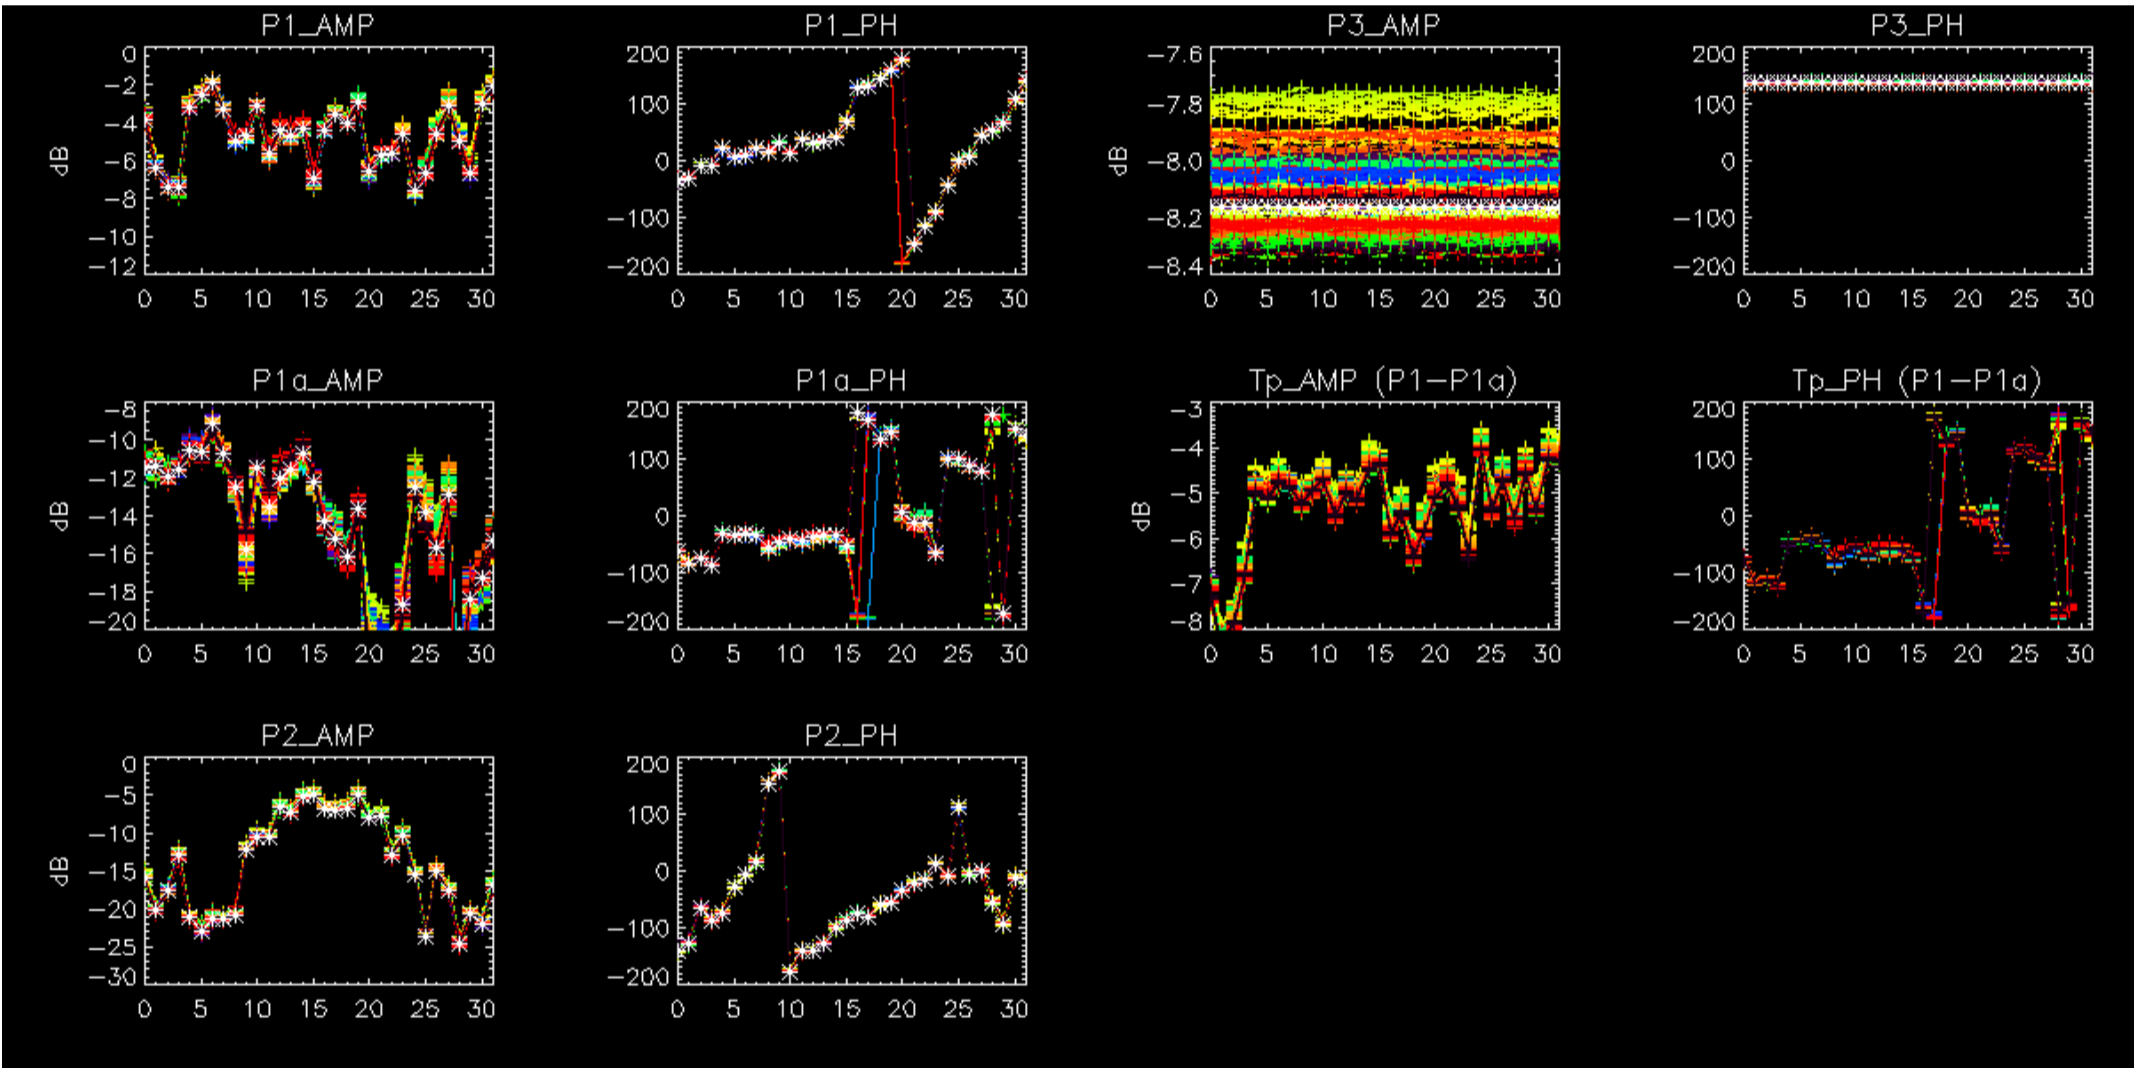 P1_AMP
0
−2
−4
−6
−8
−10
−12
dB
0 5 10 15 20 25 30
P1_PH
200
100
0
−100
−200
0 5 10 15 20 25 30
P3_AMP
−7.6
−7.8
−8.0
−8.2
−8.4
dB
0 5 10 15 20 25 30
P3_PH
200
100
0
−100
−200
0 5 10 15 20 25 30
P1a_AMP
−8
−10
−12
−14
−16
−18
−20
dB
0 5 10 15 20 25 30
P1a_PH
200
100
0
−100
−200
0 5 10 15 20 25 30
Tp_AMP (P1−P1a)
−3
−4
−5
−6
−7
−8
dB
0 5 10 15 20 25 30
Tp_PH (P1−P1a)
200
100
0
−100
−200
0 5 10 15 20 25 30
P2_AMP
0
−5
−10
−15
−20
−25
−30
dB
0 5 10 15 20 25 30
P2_PH
200
100
0
−100
−200
0 5 10 15 20 25 30